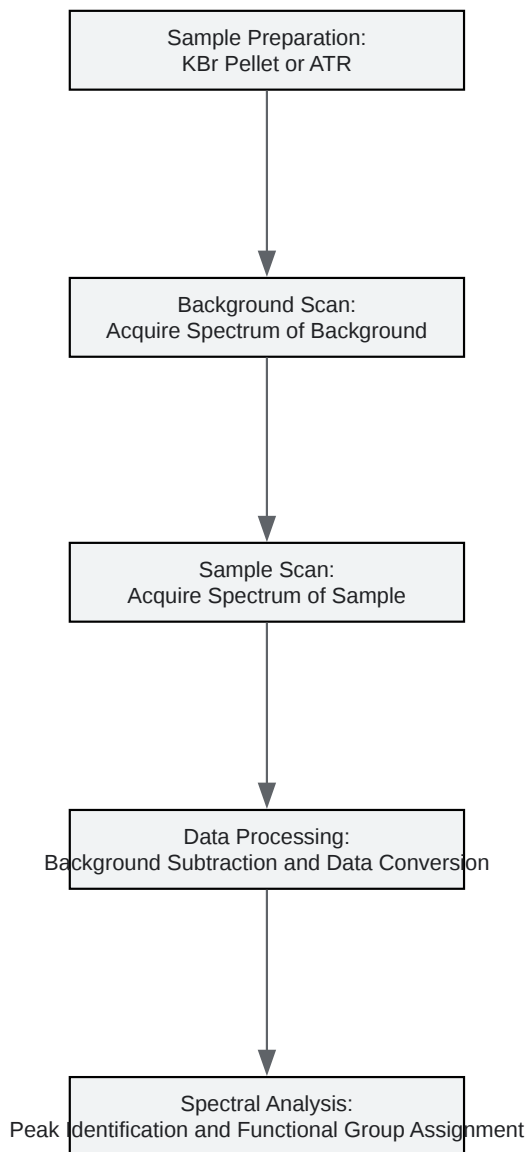 Sample Preparation:
KBr Pellet or ATR
Background Scan:
Acquire Spectrum of Background
Sample Scan:
Acquire Spectrum of Sample
Data Processing:
Background Subtraction and Data Conversion
Spectral Analysis:
Peak Identification and Functional Group Assignment